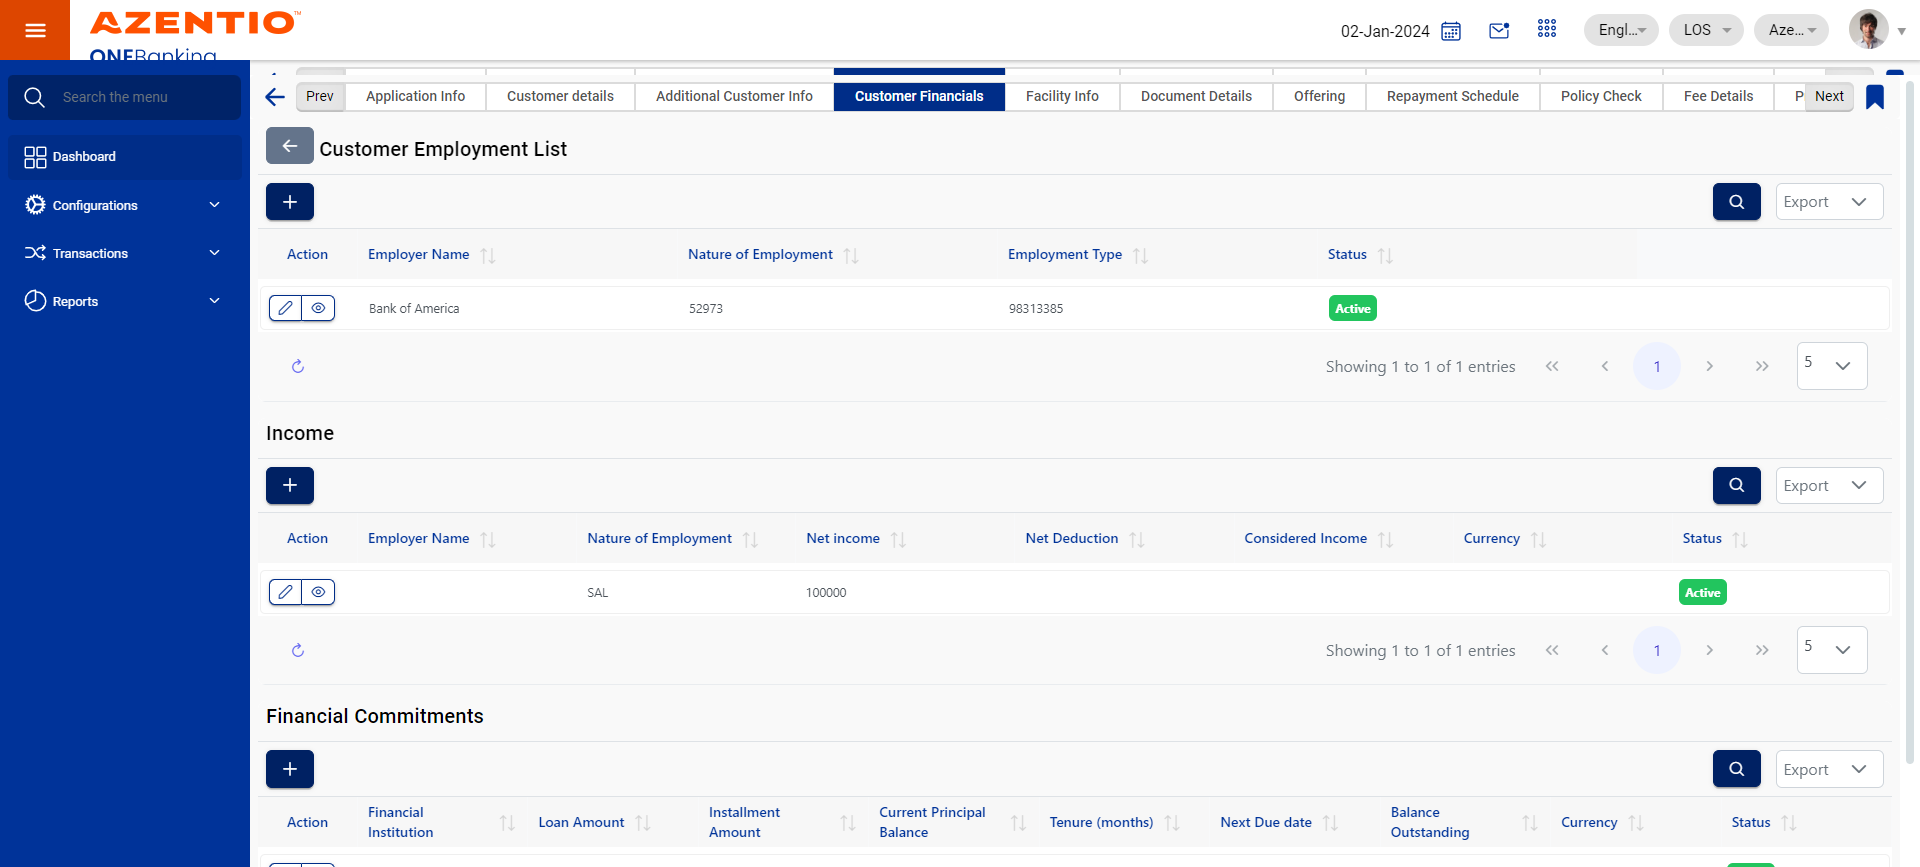 AZENTIO™
ONEBanking
02-Jan-2024
Engl...
LOS
Aze...
Search the menu
Dashboard
Configurations
Transactions
Reports
Prev
Application Info
Customer details
Additional Customer Info
Customer Financials
Facility Info
Document Details
Offering
Repayment Schedule
Policy Check
Fee Details
P
Next
Customer Employment List
Export
Action
Employer Name
Nature of Employment
Employment Type
Status
Bank of America
52973
98313385
Active
Showing 1 to 1 of 1 entries
1
5
Income
Export
Action
Employer Name
Nature of Employment
Net income
Net Deduction
Considered Income
Currency
Status
SAL
100000
Active
Showing 1 to 1 of 1 entries
1
5
Financial Commitments
Export
Action
Financial
Institution
Loan Amount
Installment
Amount
Current Principal
Balance
Tenure (months)
Next Due date
Balance
Outstanding
Currency
Status